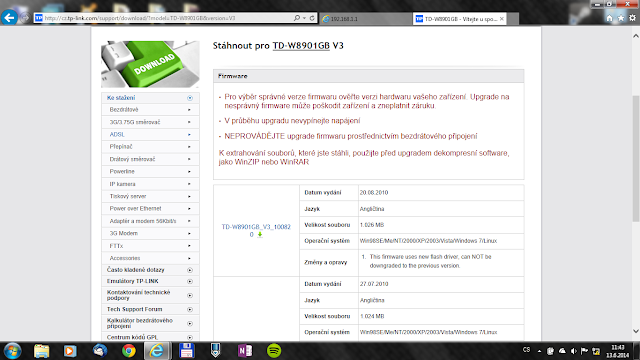 http://cz.tp-link.com/support/download/?model=TD-W8901GB&version=V3
192.168.1.1
TD-W8901GB - Vítejte u spo...
DOWNLOAD
Stáhnout pro TD-W8901GB V3
Firmware
- Pro výběr správné verze firmwaru ověřte verzi hardwaru vašeho zařízení. Upgrade na
nesprávný firmware může poškodit zařízení a zneplatnit záruku.
- V průběhu upgradu nevypínejte napájení
- NEPROVÁDĚJTE upgrade firmwaru prostřednictvím bezdrátového připojení
K extrahování souborů, které jste stáhli, použijte před upgradem dekompresní software,
jako WinZIP nebo WinRAR
Ke stažení
Bezdrátové
3G/3.75G směrovač
ADSL
Přepínač
Drátový směrovač
Powerline
IP kamera
Tiskový server
Power over Ethernet
Adaptér a modem 56Kbit/s
3G Modem
FTTx
Accessories
Často kladené dotazy
Emulátory TP-LINK
Kontaktování technické
podpory
Tech Support Forum
Kalkulátor bezdrátového
připojení
Centrum kódů GPL
TD-W8901GB_V3_10082
0
Datum vydání 20.08.2010
Jazyk Angličtina
Velikost souboru 1.026 MB
Operační systém Win98SE/Me/NT/2000/XP/2003/Vista/Windows 7/Linux
Změny a opravy 1. This firmware uses new flash driver, can NOT be
downgraded to the previous version.
Datum vydání 27.07.2010
Jazyk Angličtina
Velikost souboru 1.024 MB
Operační systém Win98SE/Me/NT/2000/XP/2003/Vista/Windows 7/Linux
CS
11:43
13.6.2014